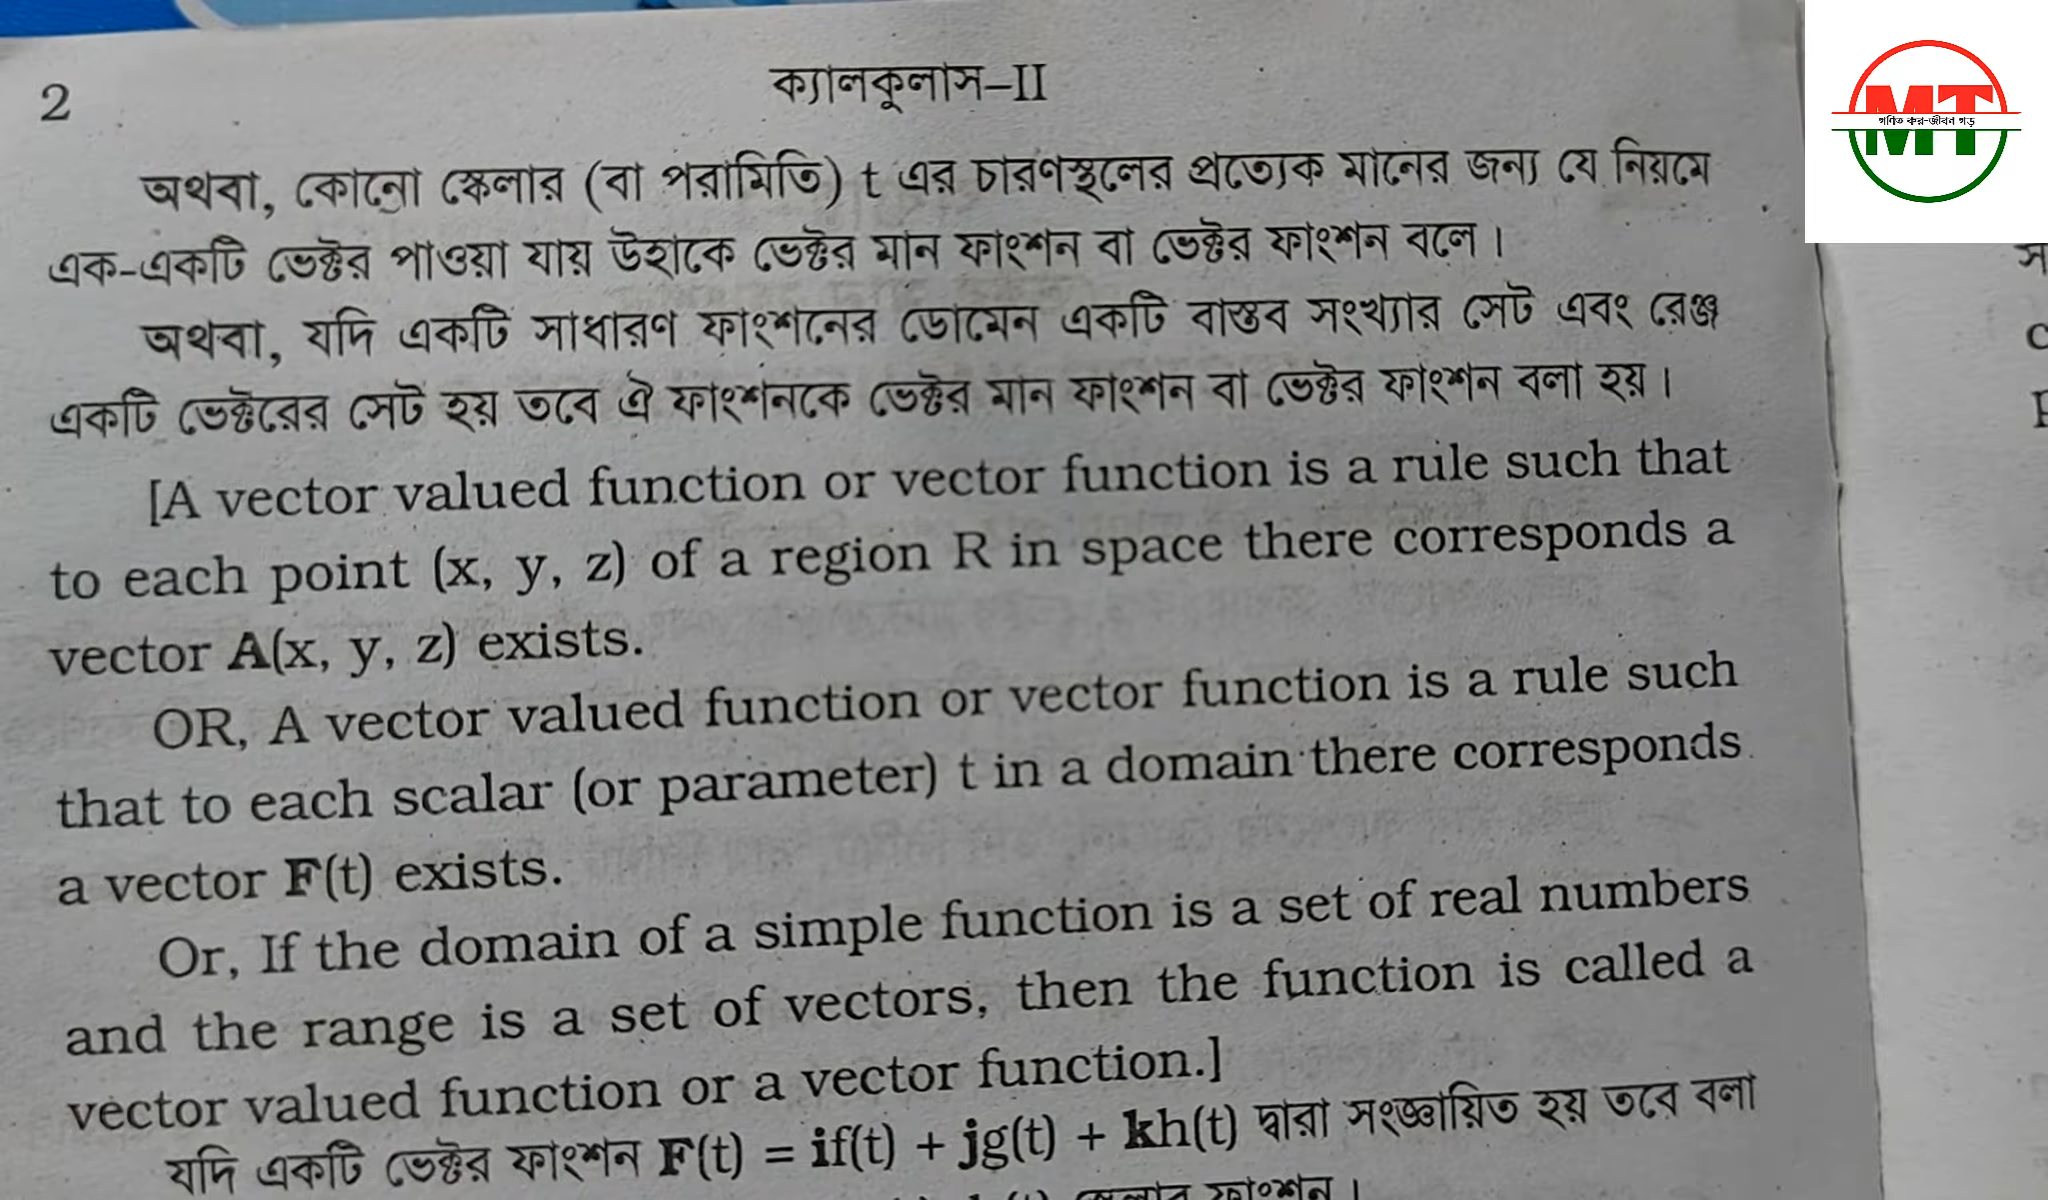 2
ক্যালকুলাস–II
MT
গণিত কর-জীবন গড়
অথবা, কোনো স্কেলার (বা পরামিতি) t এর চারণস্থলের প্রত্যেক মানের জন্য যে নিয়মে
এক-একটি ভেক্টর পাওয়া যায় উহাকে ভেক্টর মান ফাংশন বা ভেক্টর ফাংশন বলে।
অথবা, যদি একটি সাধারণ ফাংশনের ডোমেন একটি বাস্তব সংখ্যার সেট এবং রেঞ্জ
একটি ভেক্টরের সেট হয় তবে ঐ ফাংশনকে ভেক্টর মান ফাংশন বা ভেক্টর ফাংশন বলা হয়।
[A vector valued function or vector function is a rule such that
to each point (x, y, z) of a region R in space there corresponds a
vector A(x, y, z) exists.
OR, A vector valued function or vector function is a rule such
that to each scalar (or parameter) t in a domain there corresponds
a vector F(t) exists.
Or, If the domain of a simple function is a set of real numbers
and the range is a set of vectors, then the function is called a
vector valued function or a vector function.]
যদি একটি ভেক্টর ফাংশন F(t) = if(t) + jg(t) + kh(t) দ্বারা সংজ্ঞায়িত হয় তবে বলা
স্কেলার ফাংশন।